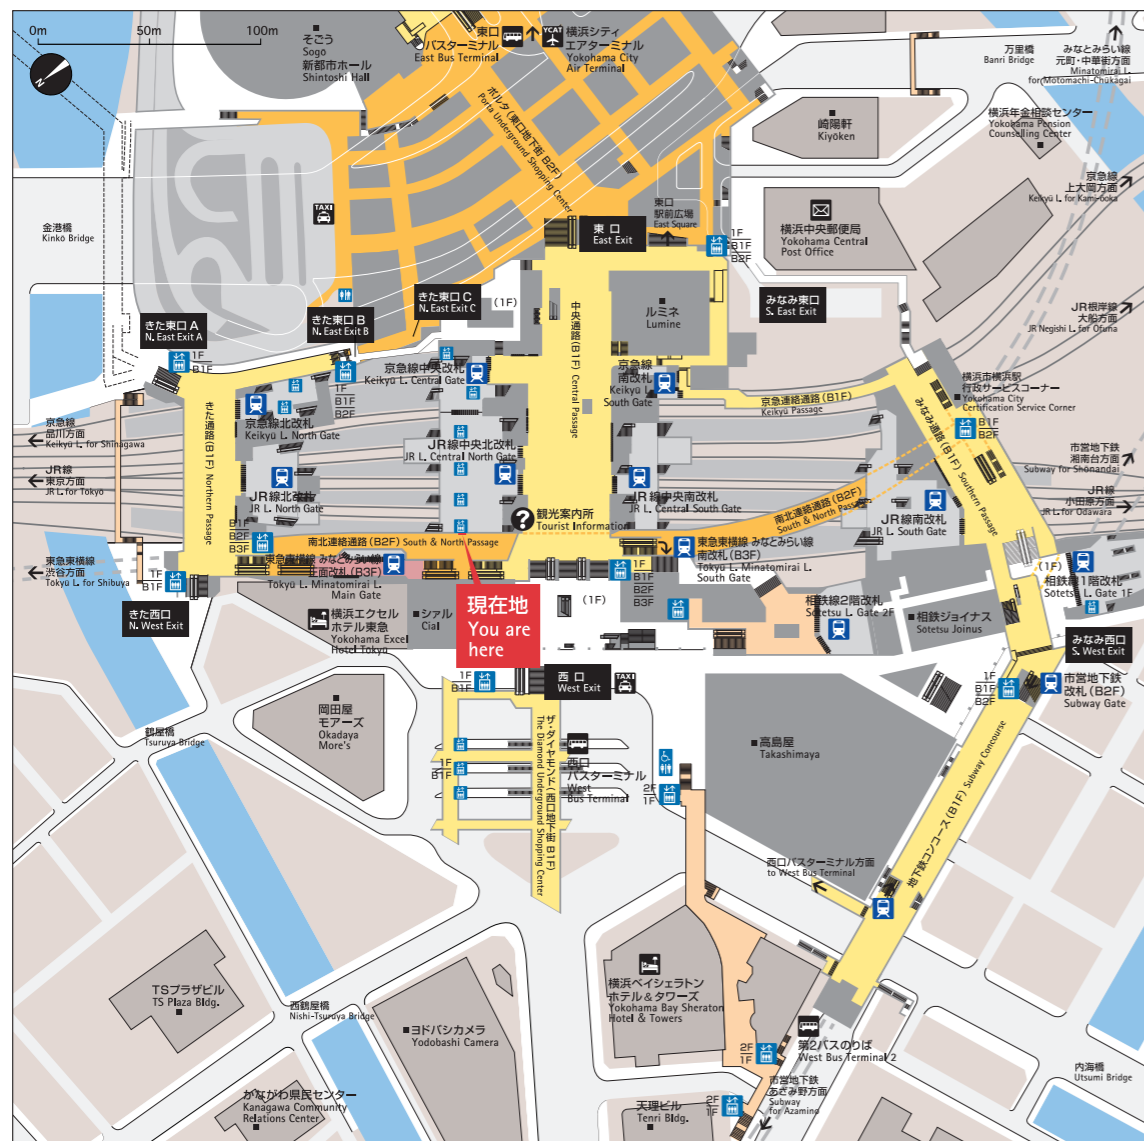 0m
50m
100m
N
そごう
Sogō
新都市ホール
Shintoshi Hall
東口
バスターミナル
East Bus Terminal
YCAT
横浜シティ
エアターミナル
Yokohama City
Air Terminal
万里橋
Banri Bridge
みなとみらい線
元町・中華街方面
Minatomirai L.
for Motomachi-Chūkagai
ポルタ(東口地下街 B2F)
Porta Underground Shopping Center
崎陽軒
Kiyōken
横浜年金相談センター
Yokohama Pension
Counselling Center
京急線
上大岡方面
Keikyū L. for Kami-ōoka
金港橋
Kinko Bridge
TAXI
東口
駅前広場
East Square
東 口
East Exit
1F
B1F
B2F
横浜中央郵便局
Yokohama Central
Post Office
みなみ東口
S. East Exit
JR根岸線
大船方面
JR Negishi L. for Ofuna
きた東口 A
N. East Exit A
きた東口 B
N. East Exit B
きた東口 C
N. East Exit C
(1F)
中央通路(B1F) Central Passage
ルミネ
Lumine
1F
B1F
1F
B1F
B2F
京急線中央改札
Keikyū L. Central Gate
京急線
南改札
Keikyū L.
South Gate
京急連絡通路(B1F)
Keikyū Passage
横浜市横浜駅
行政サービスコーナー
Yokohama City
Certification Service Corner
京急線
品川方面
Keikyū L. for Shinagawa
きた通路(B1F) Northern Passage
京急線北改札
Keikyū L. North Gate
JR線中央北改札
JR L. Central North Gate
みなみ通路(B1F) Southern Passage
B1F
B2F
市営地下鉄
湘南台方面
Subway for Shōnandai
JR線
東京方面
JR L. for Tokyo
JR線北改札
JR L. North Gate
JR線中央南改札
JR L. Central South Gate
南北連絡通路(B2F)
South & North Passage
JR線南改札
JR L. South Gate
JR線
小田原方面
JR L. for Odawara
?
観光案内所
Tourist Information
B1F
B2F
B3F
南北連絡通路(B2F) South & North Passage
東急東横線
渋谷方面
Tokyū L. for Shibuya
1F
B1F
東急東横線 みなとみらい線
正面改札(B3F)
Tokyū L. Minatomirai L.
Main Gate
東急東横線 みなとみらい線
南改札(B3F)
Tokyū L. Minatomirai L.
South Gate
1F
B1F
B2F
B3F
(1F)
相鉄線1階改札
Sōtetsu L. Gate 1F
きた西口
N. West Exit
横浜エクセル
ホテル東急
Yokohama Excel
Hotel Tokyū
シァル
Cial
現在地
You are
here
(1F)
相鉄線2階改札
Sōtetsu L. Gate 2F
相鉄ジョイナス
Sōtetsu Joinus
みなみ西口
S. West Exit
1F
B1F
西 口
West Exit
TAXI
1F
B1F
B2F
市営地下鉄
改札(B2F)
Subway Gate
岡田屋
モアーズ
Okadaya
More's
鶴屋橋
Tsuruya Bridge
ザ・ダイヤモンド(西口地下街 B1F)
The Diamond Underground Shopping Center
1F
B1F
西口
バスターミナル
West
Bus Terminal
2F
1F
高島屋
Takashimaya
地下鉄コンコース(B1F) Subway Concourse
西口バスターミナル方面
to West Bus Terminal
TSプラザビル
TS Plaza Bldg.
西鶴屋橋
Nishi-Tsuruya Bridge
ヨドバシカメラ
Yodobashi Camera
横浜ベイシェラトン
ホテル&タワーズ
Yokohama Bay Sheraton
Hotel & Towers
第2バスのりば
West Bus Terminal 2
2F
1F
かながわ県民センター
Kanagawa Community
Relations Center
天理ビル
Tenri Bldg.
2F
1F
市営地下鉄
あざみ野方面
Subway
for Azamino
内海橋
Utsumi Bridge